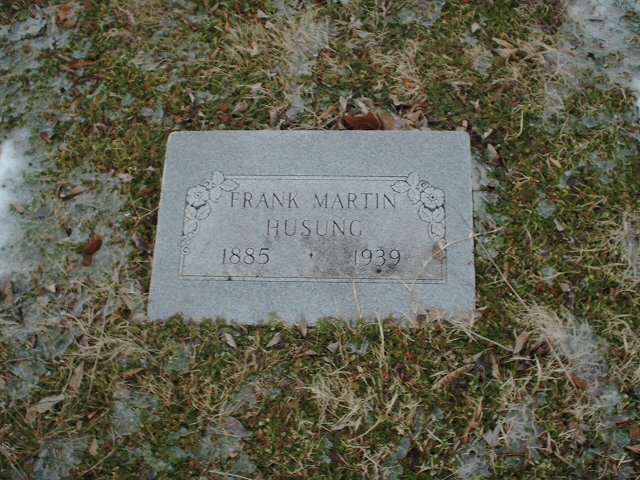 FRANK MARTIN
HUSUNG
1885 · 1939